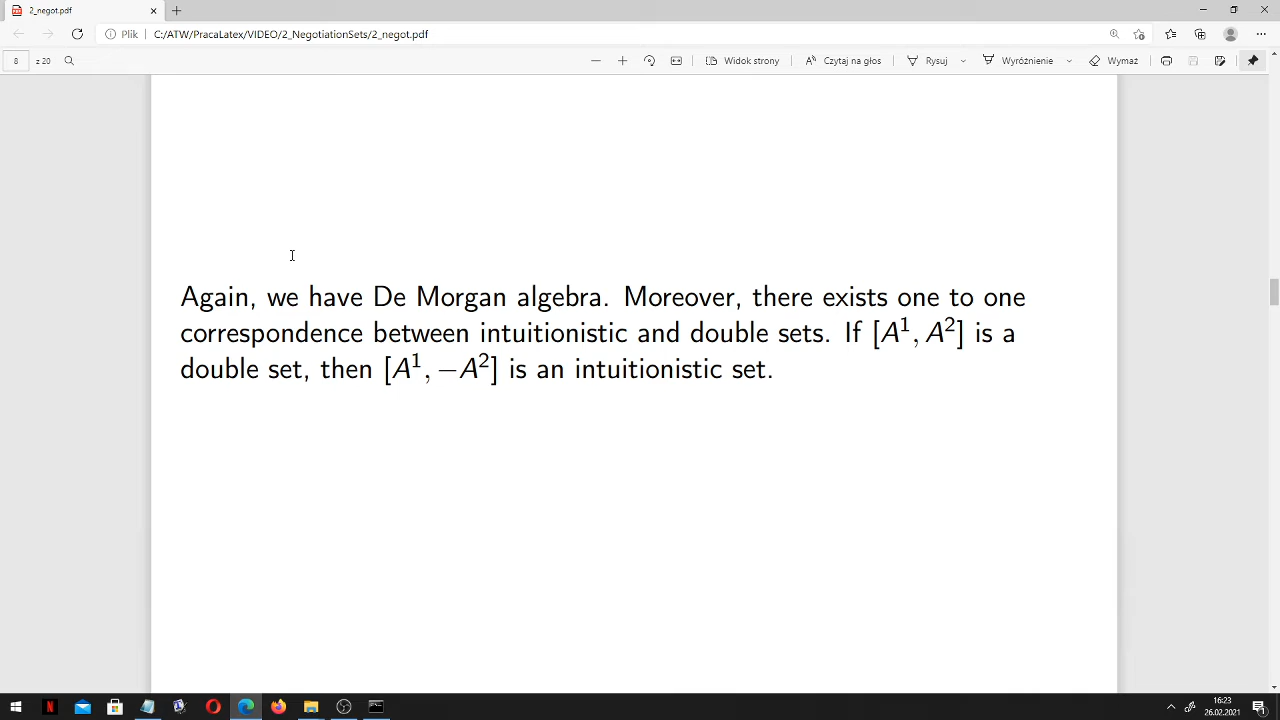 2_negot.pdf
Plik
C:/ATW/PracaLatex/VIDEO/2_NegotiationSets/2_negot.pdf
8
z 20
Widok strony
Czytaj na głos
Rysuj
Wyróżnienie
Wymaż
Again, we have De Morgan algebra. Moreover, there exists one to one
correspondence between intuitionistic and double sets. If [A¹, A²] is a
double set, then [A¹, −A²] is an intuitionistic set.
16:23
26.02.2021